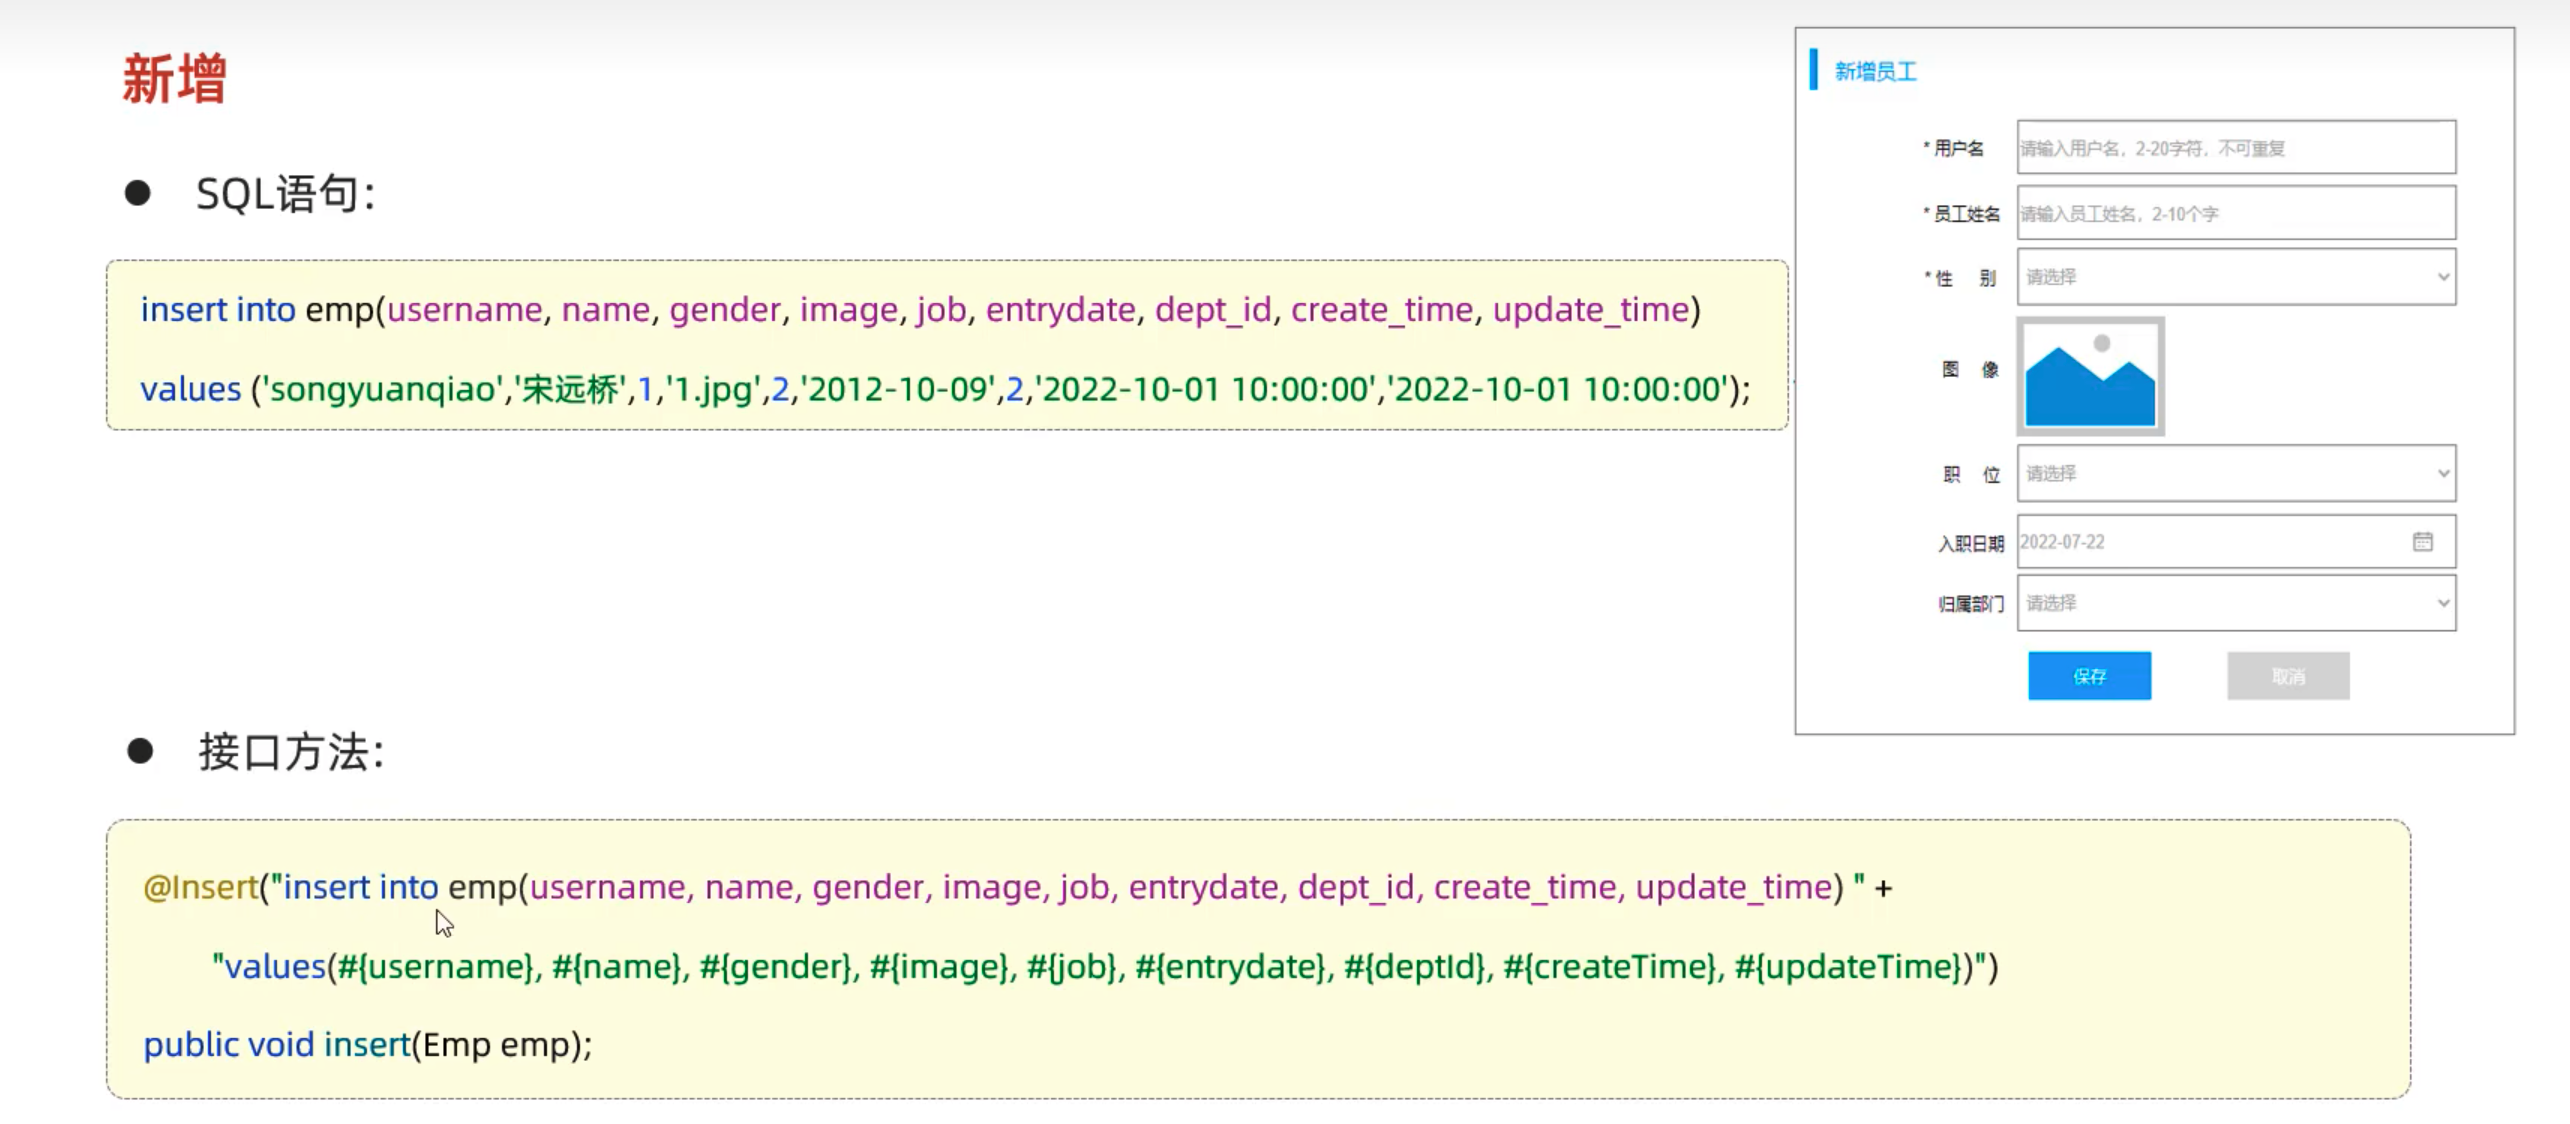 新增
● SQL语句：
insert into emp(username, name, gender, image, job, entrydate, dept_id, create_time, update_time)
values ('songyuanqiao','宋远桥',1,'1.jpg',2,'2012-10-09',2,'2022-10-01 10:00:00','2022-10-01 10:00:00');
● 接口方法：
@Insert("insert into emp(username, name, gender, image, job, entrydate, dept_id, create_time, update_time) " +
"values(#{username}, #{name}, #{gender}, #{image}, #{job}, #{entrydate}, #{deptId}, #{createTime}, #{updateTime})")
public void insert(Emp emp);
新增员工
* 用户名 请输入用户名，2-20字符，不可重复
* 员工姓名 请输入员工姓名，2-10个字
* 性 别 请选择
图 像
职 位 请选择
入职日期 2022-07-22
归属部门 请选择
保存 取消